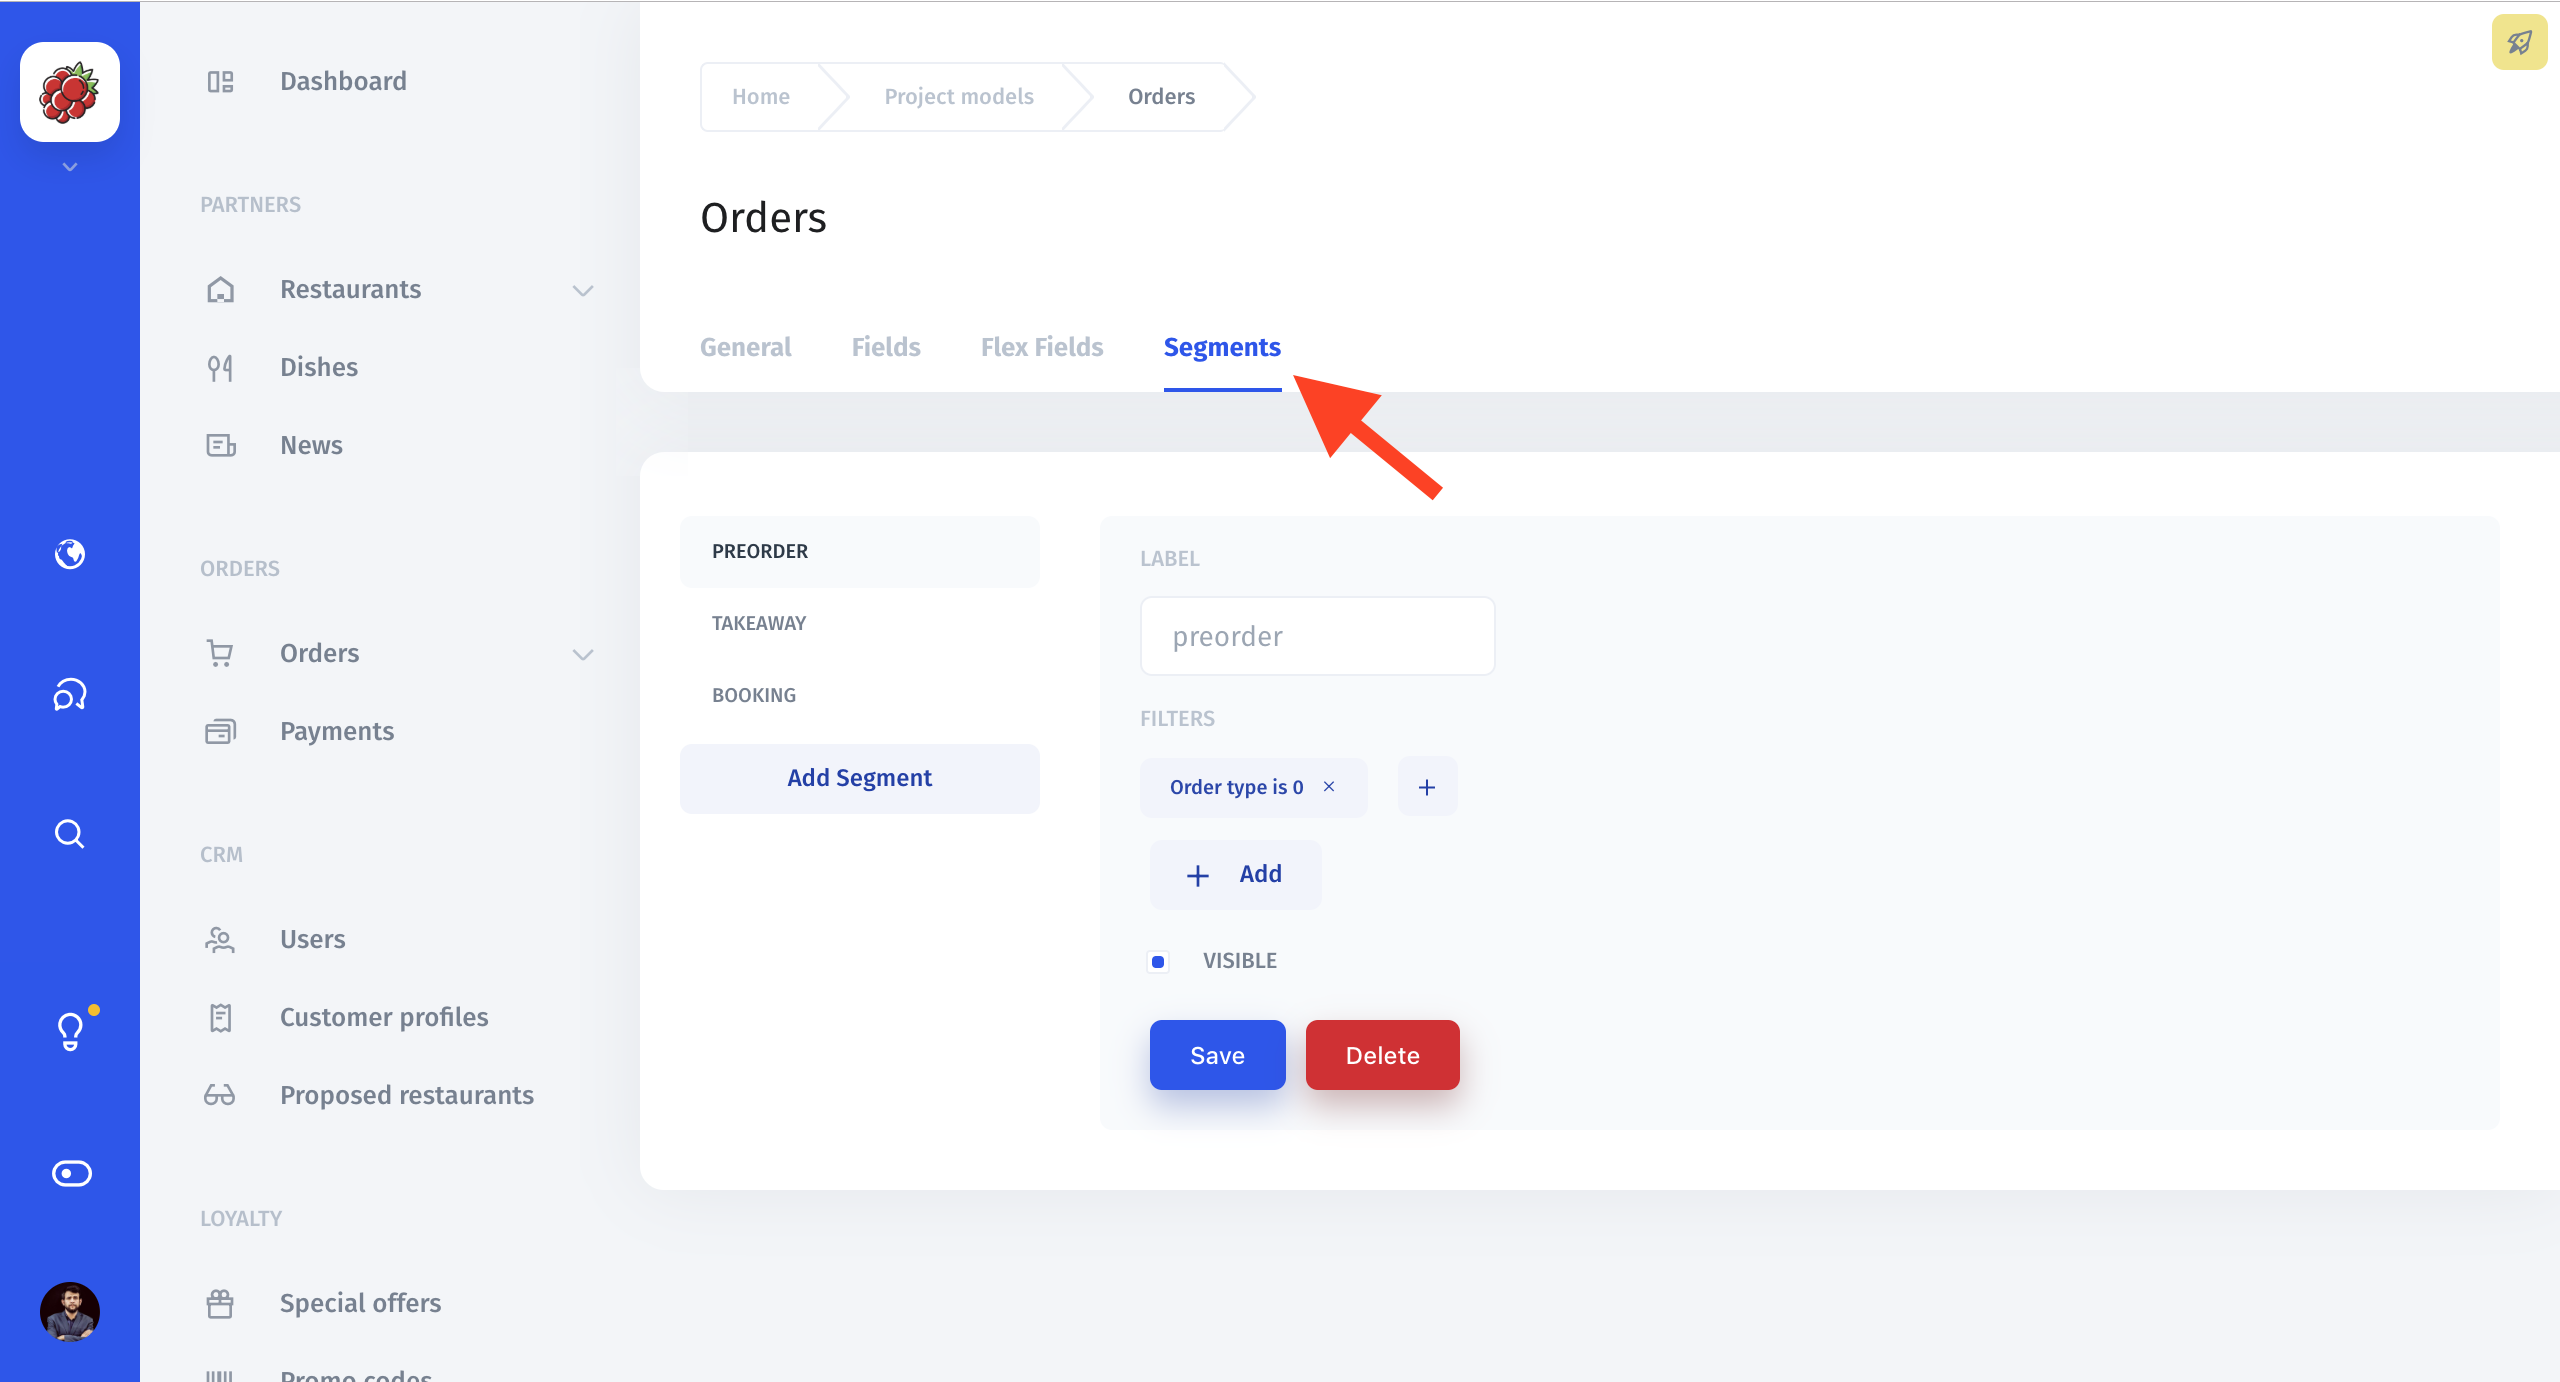 Dashboard
PARTNERS
Restaurants
Dishes
News
ORDERS
Orders
Payments
CRM
Users
Customer profiles
Proposed restaurants
LOYALTY
Special offers
Promo codes
Home
Project models
Orders
Orders
General
Fields
Flex Fields
Segments
PREORDER
TAKEAWAY
BOOKING
Add Segment
LABEL
preorder
FILTERS
Order type is 0 ×
+
+ Add
VISIBLE
Save
Delete